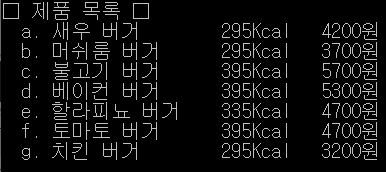 □ 제품 목록 □
a. 새우 버거 295Kcal 4200원
b. 머쉬룸 버거 295Kcal 3700원
c. 불고기 버거 395Kcal 5700원
d. 베이컨 버거 395Kcal 5300원
e. 할라피뇨 버거 335Kcal 4700원
f. 토마토 버거 395Kcal 4700원
g. 치킨 버거 295Kcal 3200원